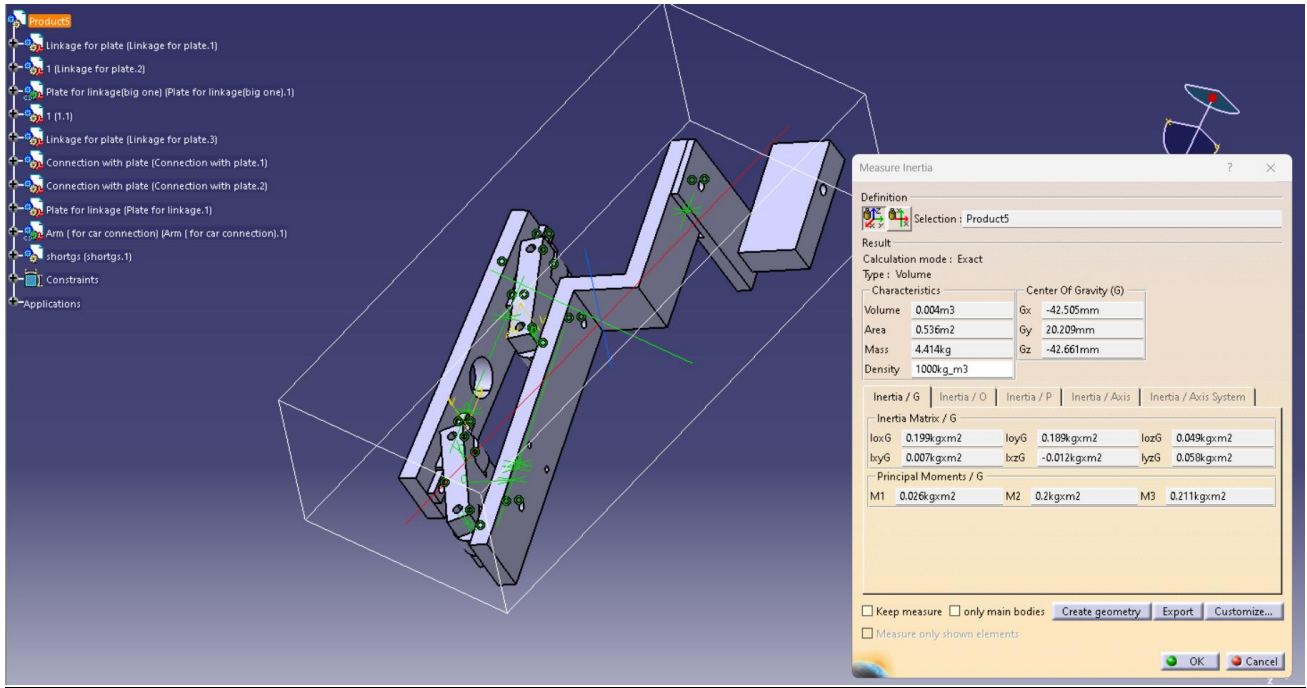 Product5
Linkage for plate (Linkage for plate.1)
1 (Linkage for plate.2)
Plate for linkage(big one) (Plate for linkage(big one).1)
1 (1.1)
Linkage for plate (Linkage for plate.3)
Connection with plate (Connection with plate.1)
Connection with plate (Connection with plate.2)
Plate for linkage (Plate for linkage.1)
Arm ( for car connection) (Arm ( for car connection).1)
shortgs (shortgs.1)
Constraints
Applications
Measure Inertia ? ×
Definition
Selection : Product5
Result
Calculation mode : Exact
Type : Volume
Characteristics Center Of Gravity (G)
Volume 0.004m3 Gx -42.505mm
Area 0.536m2 Gy 20.209mm
Mass 4.414kg Gz -42.661mm
Density 1000kg_m3
Inertia / G Inertia / O Inertia / P Inertia / Axis Inertia / Axis System
Inertia Matrix / G
IoxG 0.199kgxm2 IoyG 0.189kgxm2 IozG 0.049kgxm2
IxyG 0.007kgxm2 IxzG -0.012kgxm2 IyzG 0.058kgxm2
Principal Moments / G
M1 0.026kgxm2 M2 0.2kgxm2 M3 0.211kgxm2
Keep measure only main bodies Create geometry Export Customize...
Measure only shown elements
OK Cancel